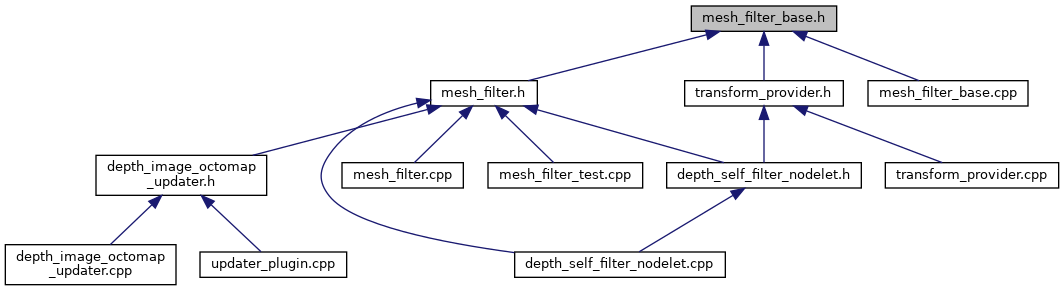 mesh_filter_base.h
mesh_filter.h
transform_provider.h
mesh_filter_base.cpp
depth_image_octomap
_updater.h
mesh_filter.cpp
mesh_filter_test.cpp
depth_self_filter_nodelet.h
transform_provider.cpp
depth_image_octomap
_updater.cpp
updater_plugin.cpp
depth_self_filter_nodelet.cpp